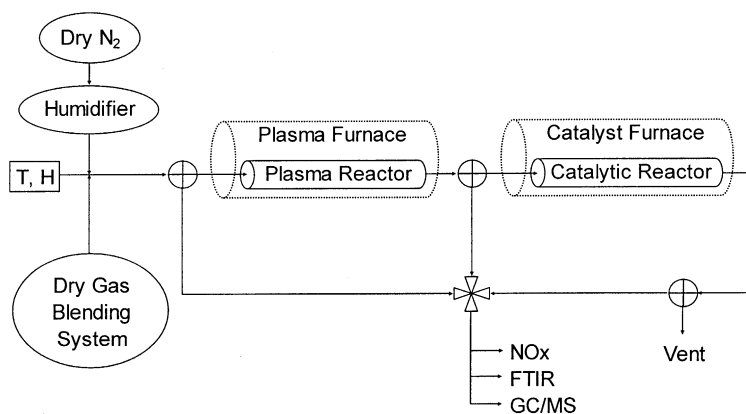 Dry N₂
Humidifier
T, H
Dry Gas
Blending
System
Plasma Furnace
Plasma Reactor
Catalyst Furnace
Catalytic Reactor
NOx
FTIR
GC/MS
Vent